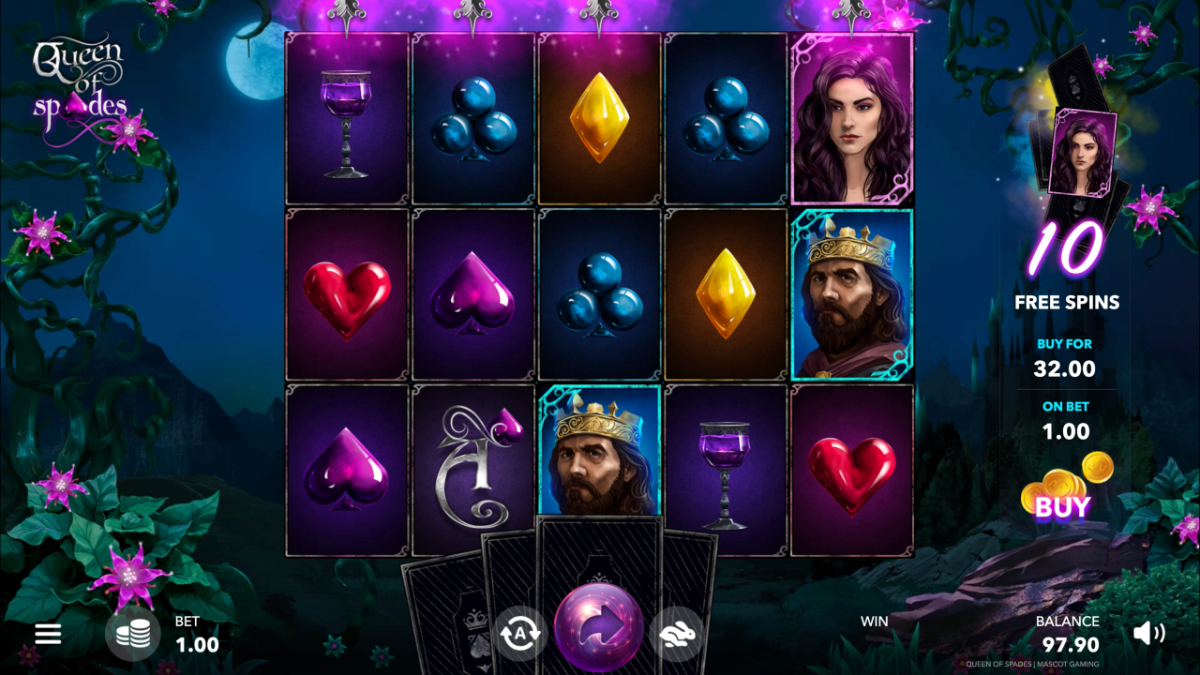 Queen
of
spades
A
10
FREE SPINS
BUY FOR
32.00
ON BET
1.00
BUY
A
BET
1.00
WIN
BALANCE
97.90
QUEEN OF SPADES | MASCOT GAMING